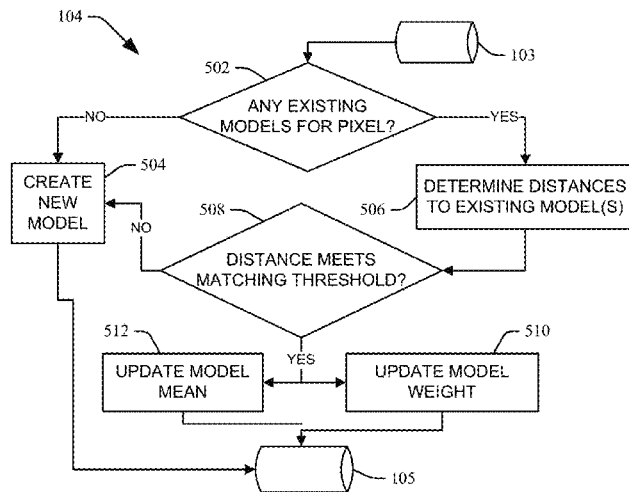 104
103
502
ANY EXISTING
MODELS FOR PIXEL?
NO
YES
504
CREATE
NEW
MODEL
506
DETERMINE DISTANCES
TO EXISTING MODEL(S)
508
NO
DISTANCE MEETS
MATCHING THRESHOLD?
YES
512
UPDATE MODEL
MEAN
510
UPDATE MODEL
WEIGHT
105